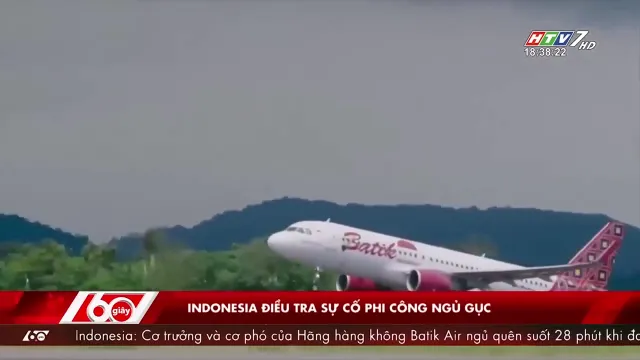 HTV7 HD
18:38:22
Batik
60 giây
INDONESIA ĐIỀU TRA SỰ CỐ PHI CÔNG NGỦ GỤC
60 Indonesia: Cơ trưởng và cơ phó của Hãng hàng không Batik Air ngủ quên suốt 28 phút khi